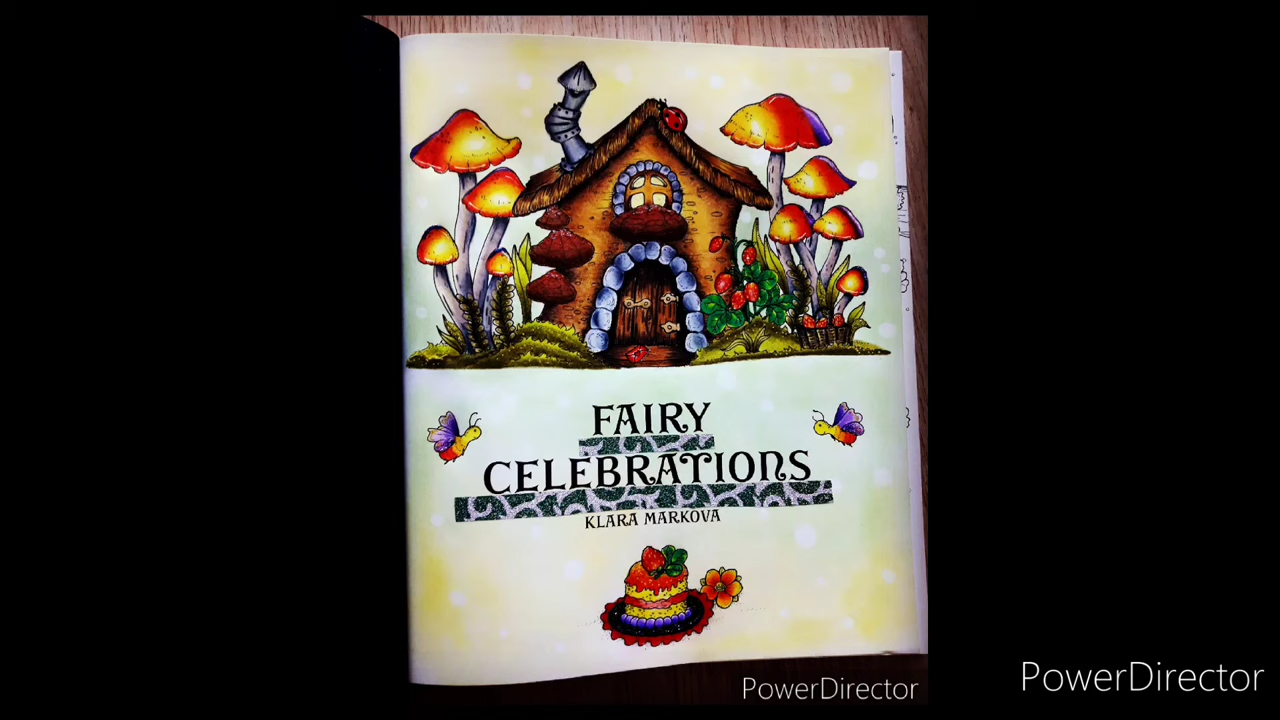 FAIRY
CELEBRATIONS
KLARA MARKOVA
PowerDirector
PowerDirector